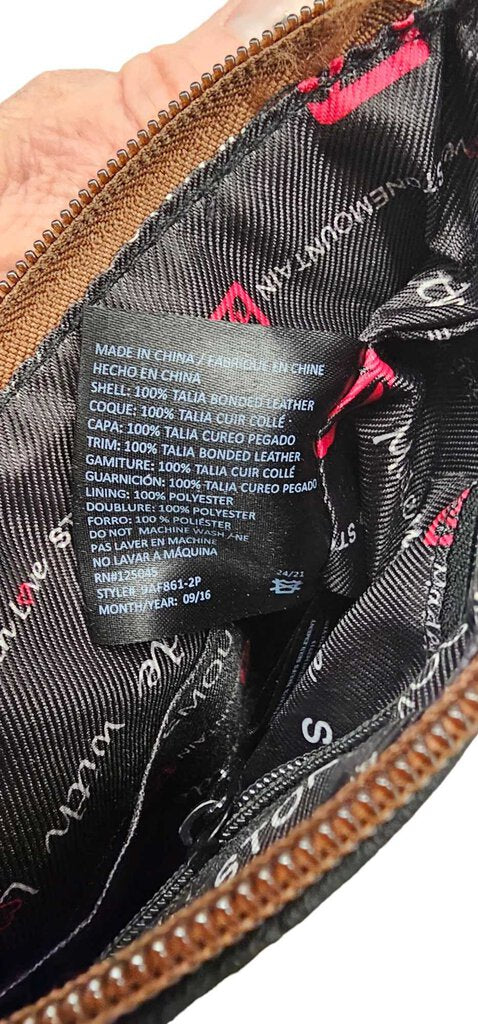 STONEMOUNTAIN
MADE IN CHINA / FABRIQUE EN CHINE
HECHO EN CHINA
SHELL: 100% TALIA BONDED LEATHER
COQUE: 100% TALIA CUIR COLLÉ
CAPA: 100% TALIA CUREO PEGADO
TRIM: 100% TALIA BONDED LEATHER
GAMITURE: 100% TALIA CUIR COLLÉ
GUARNICIÓN: 100% TALIA CUREO PEGADO
LINING: 100% POLYESTER
DOUBLURE: 100% POLYESTER
FORRO: 100 % POLIÉSTER
DO NOT MACHINE WASH
PAS LAVER EN MACHINE
NO LAVAR A MÁQUINA
RN#125045
STYLE# 9AF861-2P
MONTH/YEAR: 09/16
24/21
with